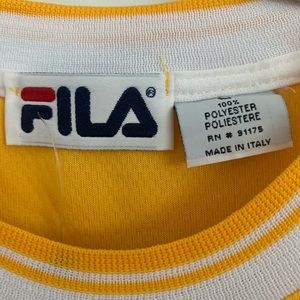 FILA®
100%
POLYESTER
POLIESTERE
RN # 91175
MADE IN ITALY